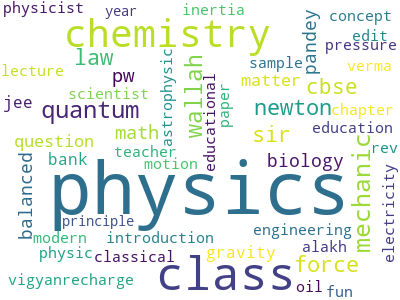 physicist year inertia concept
chemistry pandey edit
law pressure
lecture pw astrophysic wallah sample verma
scientist matter cbse
jee quantum educational paper newton chapter
question math sir education
balanced bank teacher biology rev
motion mechanic electricity
physics
principle engineering
modern introduction alakh
physic classical gravity force
vigyanrecharge class oil fun